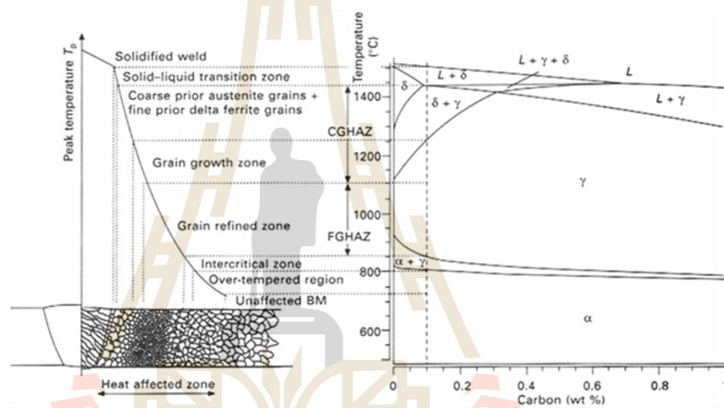 Peak temperature Tp
Solidified weld
Solid–liquid transition zone
Coarse prior austenite grains +
fine prior delta ferrite grains
Grain growth zone
Grain refined zone
Intercritical zone
Over-tempered region
Unaffected BM
Heat affected zone
CGHAZ
FGHAZ
Temperature
(°C)
1400
1200
1000
800
600
L + γ + δ
L
L + δ
δ
δ + γ
L + γ
γ
α + γ
α
0
0.2
0.4
0.6
0.8
Carbon (wt %)